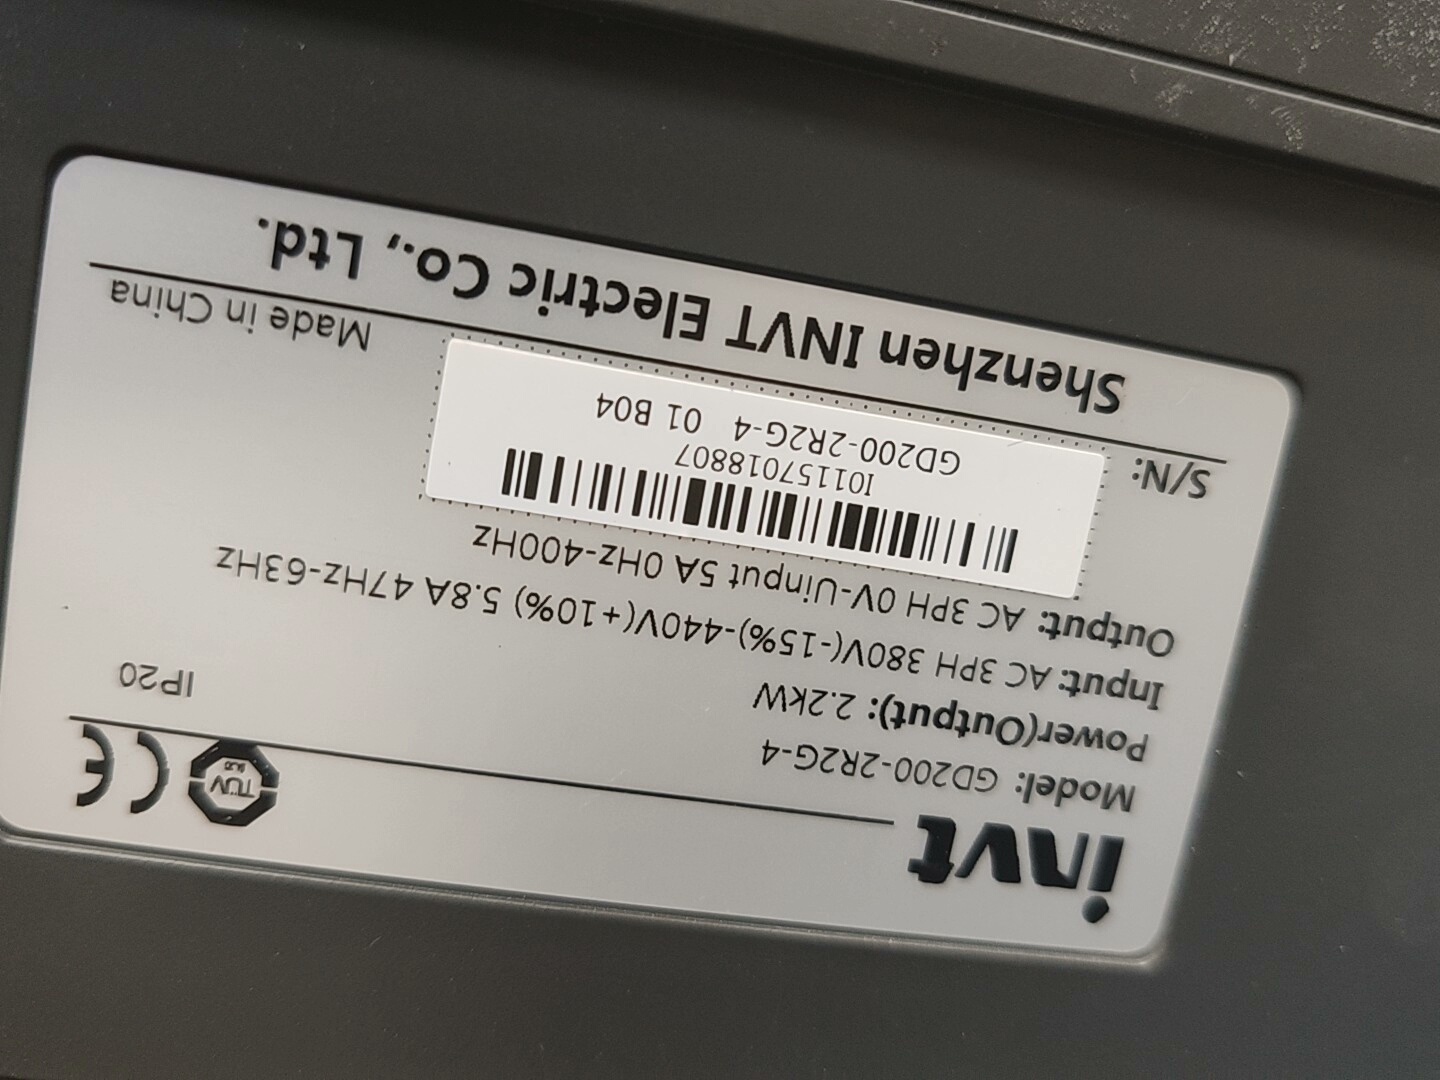 invt
TÜV
CE
IP20
Model: GD200-2R2G-4
Power(Output): 2.2kW
Input: AC 3PH 380V(-15%)-440V(+10%) 5.8A 47Hz-63Hz
Output: AC 3PH 0V-Uinput 5A 0Hz-400Hz
I01157018807
GD200-2R2G-4 01 B04
S/N:
Made in China
Shenzhen INVT Electric Co., Ltd.